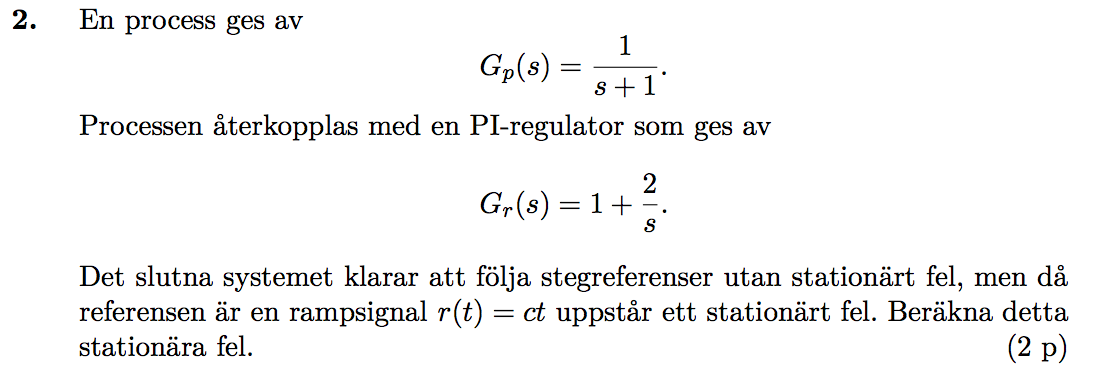 2. En process ges av
G_p(s) = \frac{1}{s+1}.
Processen återkopplas med en PI-regulator som ges av
G_r(s) = 1 + \frac{2}{s}.
Det slutna systemet klarar att följa stegreferenser utan stationärt fel, men då
referensen är en rampsignal r(t) = ct uppstår ett stationärt fel. Beräkna detta
stationära fel. (2 p)